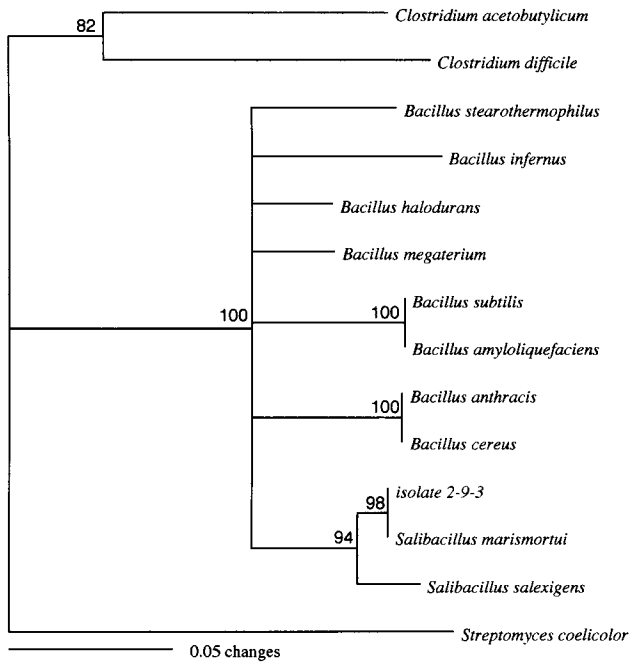 82
Clostridium acetobutylicum
Clostridium difficile
Bacillus stearothermophilus
Bacillus infernus
Bacillus halodurans
Bacillus megaterium
100
100
Bacillus subtilis
Bacillus amyloliquefaciens
100
Bacillus anthracis
Bacillus cereus
98
isolate 2-9-3
94
Salibacillus marismortui
Salibacillus salexigens
Streptomyces coelicolor
0.05 changes